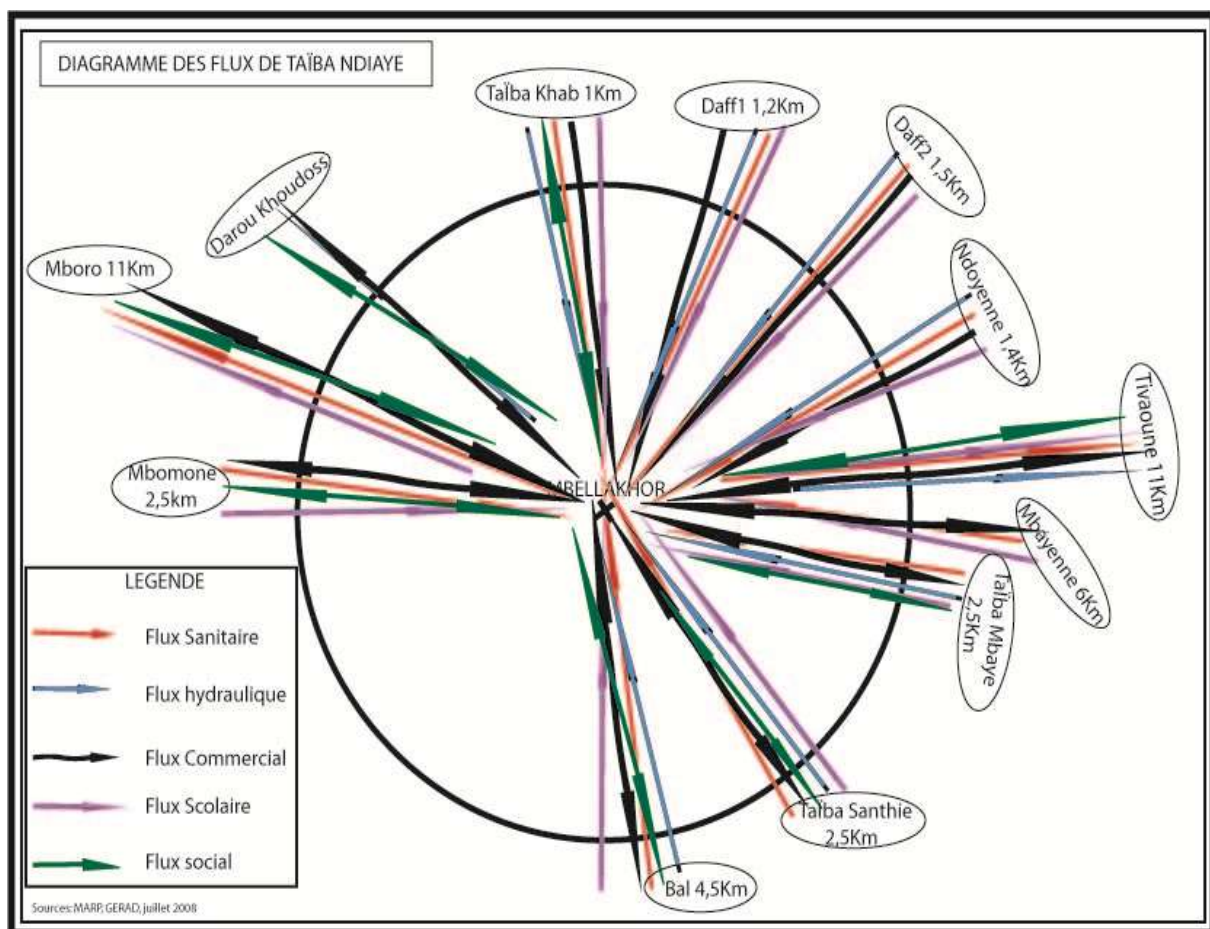 DIAGRAMME DES FLUX DE TAÏBA NDIAYE
TaÏba Khab 1Km
Daff1 1,2Km
Daff2 1,5Km
Darou Khoudoss
Mboro 11Km
Ndoyenne 1,4Km
Tivaoune 11Km
Mbomone
2,5km
MBELLAKHOR
Mbayenne 6Km
TaÏba Mbaye
2,5Km
TaÏba Santhie
2,5Km
Bal 4,5Km
LEGENDE
Flux Sanitaire
Flux hydraulique
Flux Commercial
Flux Scolaire
Flux social
Sources:MARP, GERAD, juillet 2008